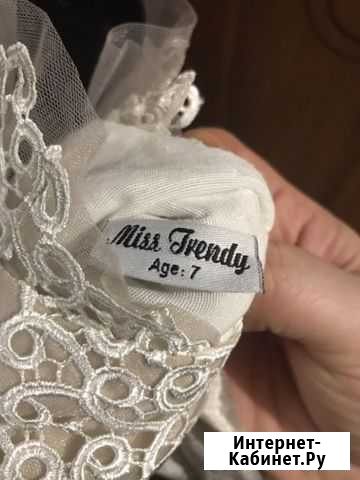 Miss Trendy
Age: 7
Интернет-
Кабинет.Ру